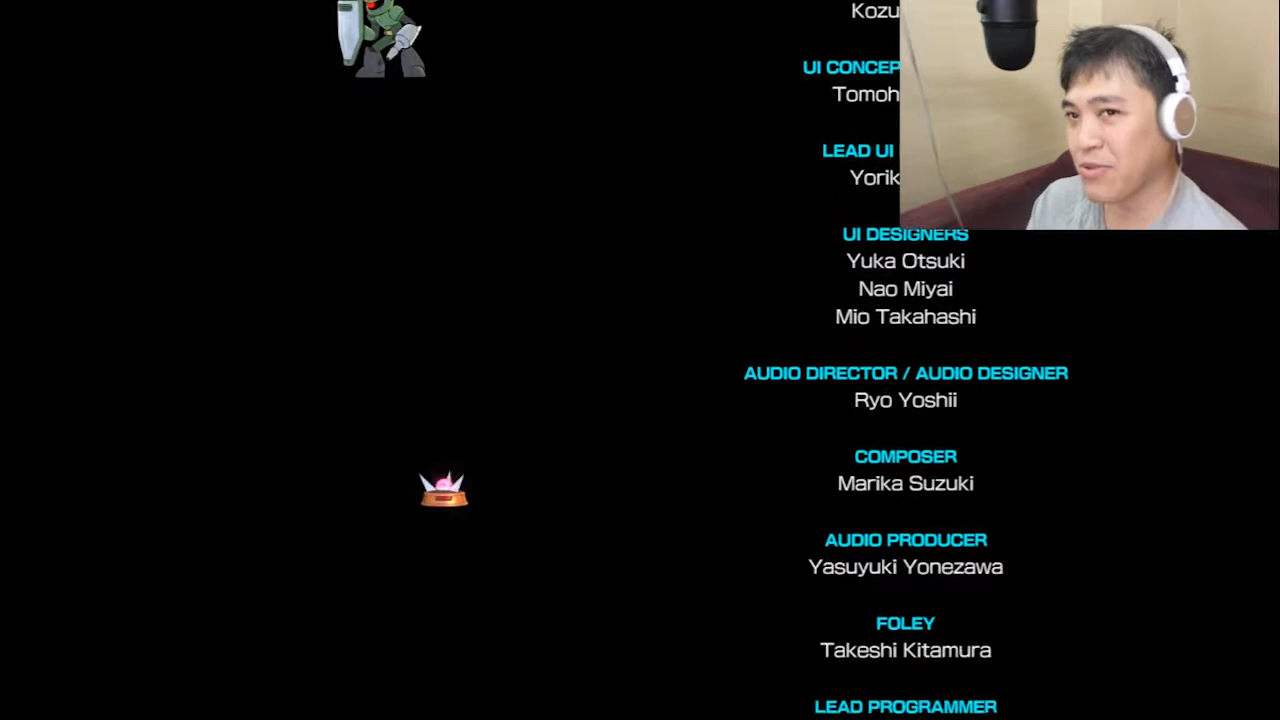 Kozu
UI CONCEP
Tomoh
LEAD UI
Yorik
UI DESIGNERS
Yuka Otsuki
Nao Miyai
Mio Takahashi
AUDIO DIRECTOR / AUDIO DESIGNER
Ryo Yoshii
COMPOSER
Marika Suzuki
AUDIO PRODUCER
Yasuyuki Yonezawa
FOLEY
Takeshi Kitamura
LEAD PROGRAMMER